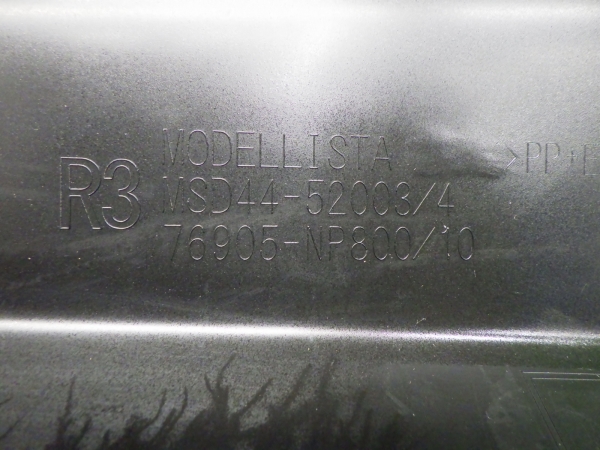 R3
MODELLISTA
MSD44-52003/4
76905-NP800/10
>PP+E